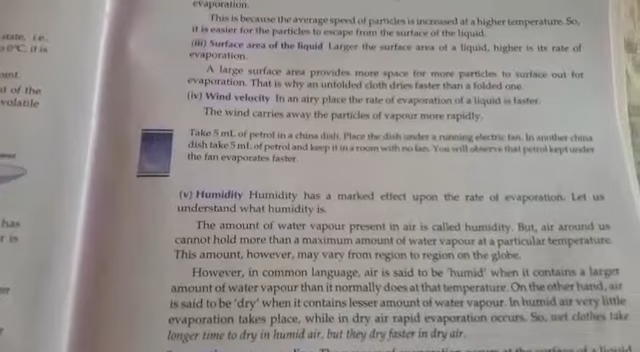 evaporation.
This is because the average speed of particles is increased at a higher temperature. So,
it is easier for the particles to escape from the surface of the liquid.
(iii) Surface area of the liquid Larger the surface area of a liquid, higher is its rate of
evaporation.
A large surface area provides more space for more particles to surface out for
evaporation. That is why an unfolded cloth dries faster than a folded one.
(iv) Wind velocity In an airy place the rate of evaporation of a liquid is faster.
The wind carries away the particles of vapour more rapidly.
Take 5 mL of petrol in a china dish. Place the dish under a running electric fan. In another china
dish take 5 mL of petrol and keep it in a room with no fan. You will observe that petrol kept under
the fan evaporates faster.
(v) Humidity Humidity has a marked effect upon the rate of evaporation. Let us
understand what humidity is.
The amount of water vapour present in air is called humidity. But, air around us
cannot hold more than a maximum amount of water vapour at a particular temperature.
This amount, however, may vary from region to region on the globe.
However, in common language, air is said to be 'humid' when it contains a larger
amount of water vapour than it normally does at that temperature. On the other hand, air
is said to be 'dry' when it contains lesser amount of water vapour. In humid air very little
evaporation takes place, while in dry air rapid evaporation occurs. So, wet clothes take
longer time to dry in humid air, but they dry faster in dry air.
state, i.e.
0°C, it is
of the
volatile
has
is